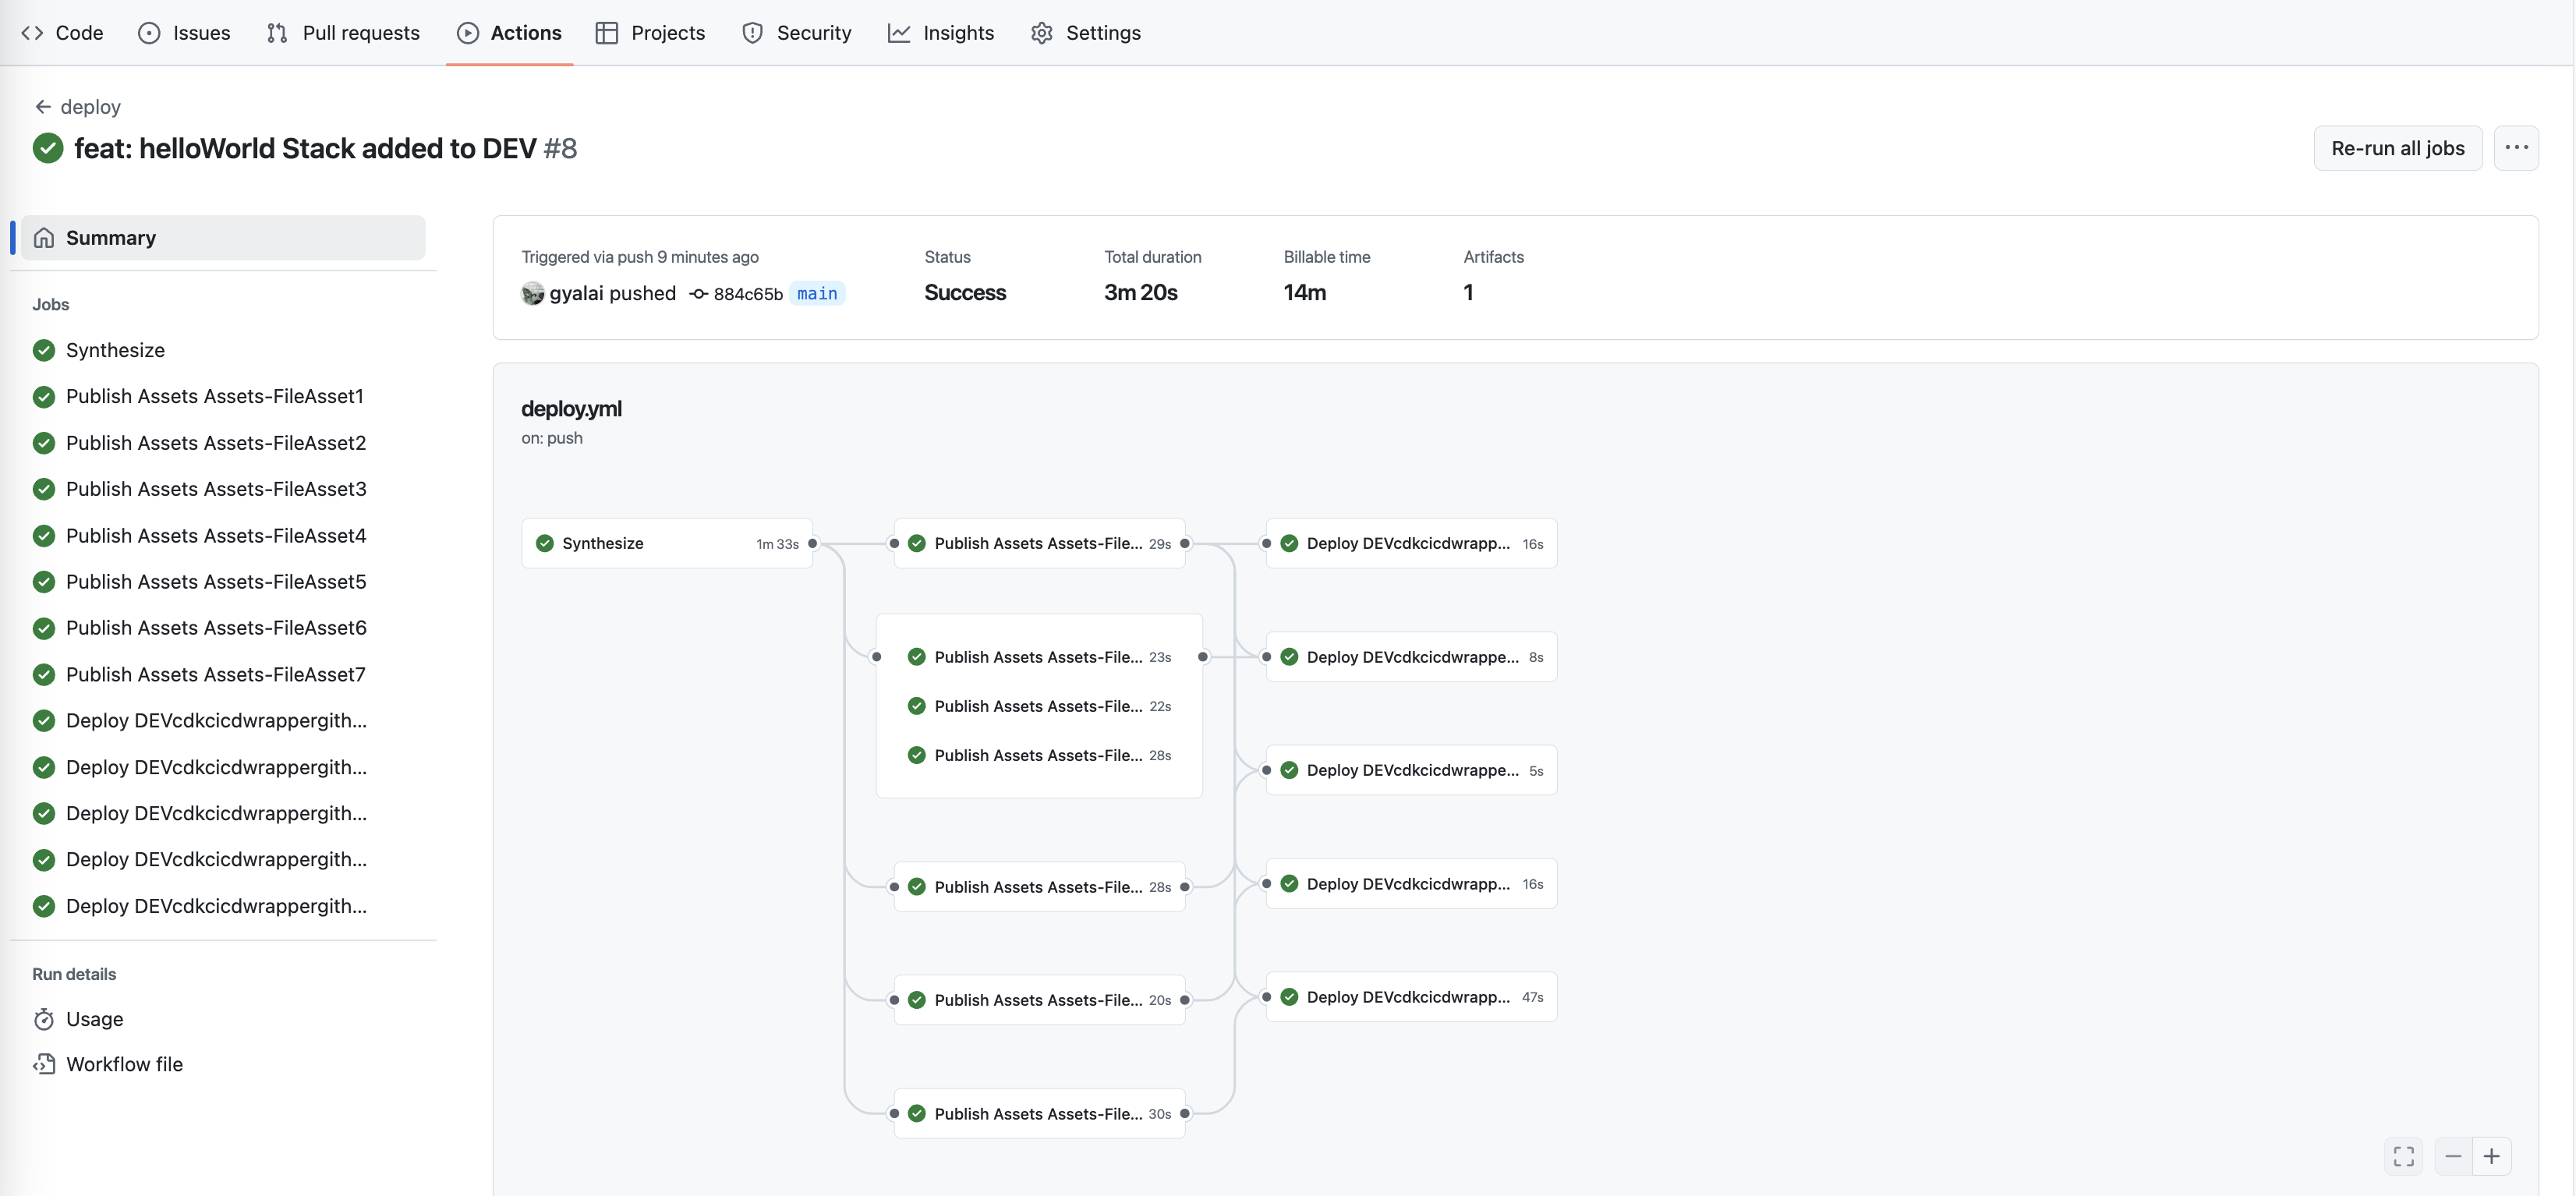 Code Issues Pull requests Actions Projects Security Insights Settings
deploy
feat: helloWorld Stack added to DEV #8
Re-run all jobs
Summary
Jobs
Synthesize
Publish Assets Assets-FileAsset1
Publish Assets Assets-FileAsset2
Publish Assets Assets-FileAsset3
Publish Assets Assets-FileAsset4
Publish Assets Assets-FileAsset5
Publish Assets Assets-FileAsset6
Publish Assets Assets-FileAsset7
Deploy DEVcdkcicdwrappergith...
Deploy DEVcdkcicdwrappergith...
Deploy DEVcdkcicdwrappergith...
Deploy DEVcdkcicdwrappergith...
Deploy DEVcdkcicdwrappergith...
Run details
Usage
Workflow file
Triggered via push 9 minutes ago
gyalai pushed 884c65b main
Status
Success
Total duration
3m 20s
Billable time
14m
Artifacts
1
deploy.yml
on: push
Synthesize 1m 33s
Publish Assets Assets-File... 29s
Publish Assets Assets-File... 23s
Publish Assets Assets-File... 22s
Publish Assets Assets-File... 28s
Publish Assets Assets-File... 28s
Publish Assets Assets-File... 20s
Publish Assets Assets-File... 30s
Deploy DEVcdkcicdwrapp... 16s
Deploy DEVcdkcicdwrappe... 8s
Deploy DEVcdkcicdwrappe... 5s
Deploy DEVcdkcicdwrapp... 16s
Deploy DEVcdkcicdwrapp... 47s